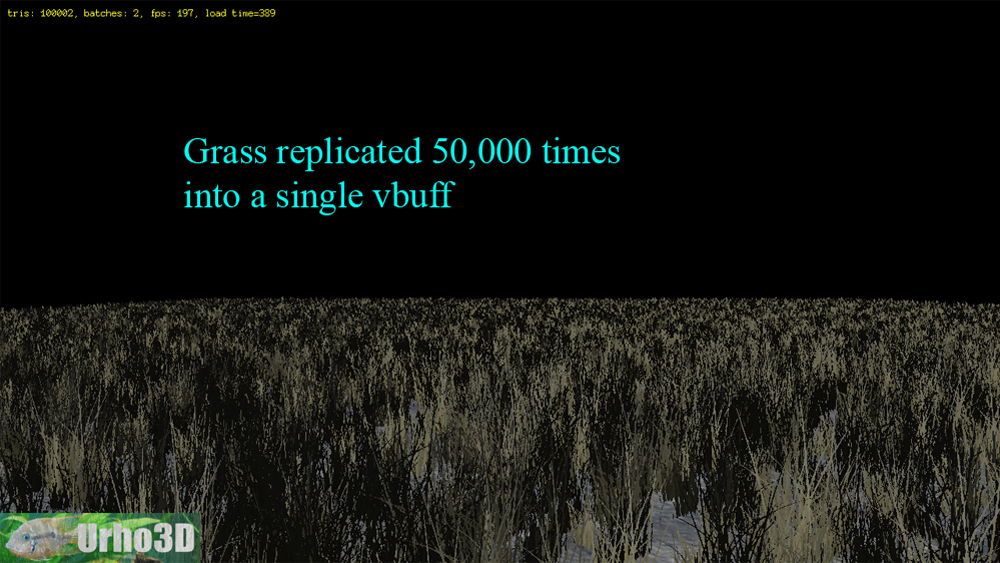 tris: 100002, batches: 2, fps: 197, load time=389
Grass replicated 50,000 times
into a single vbuff
Urho3D